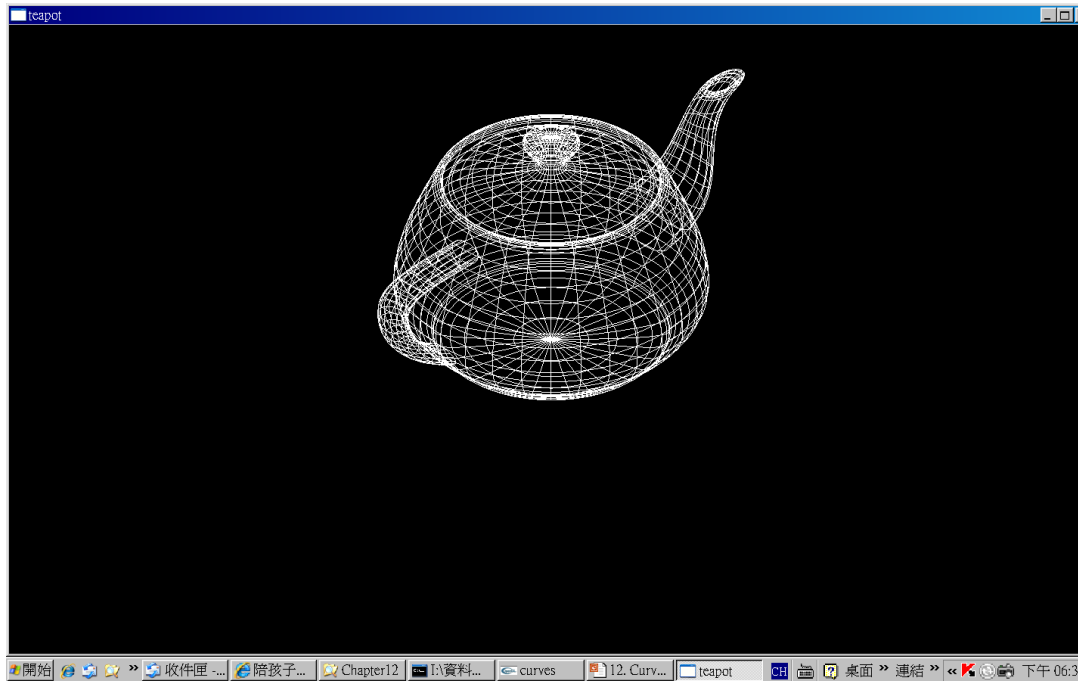 teapot
開始 » 收件匣 -... 陪孩子... Chapter12 I:\資料... curves 12. Curv... teapot CH 桌面 » 連結 » « 下午 06:3